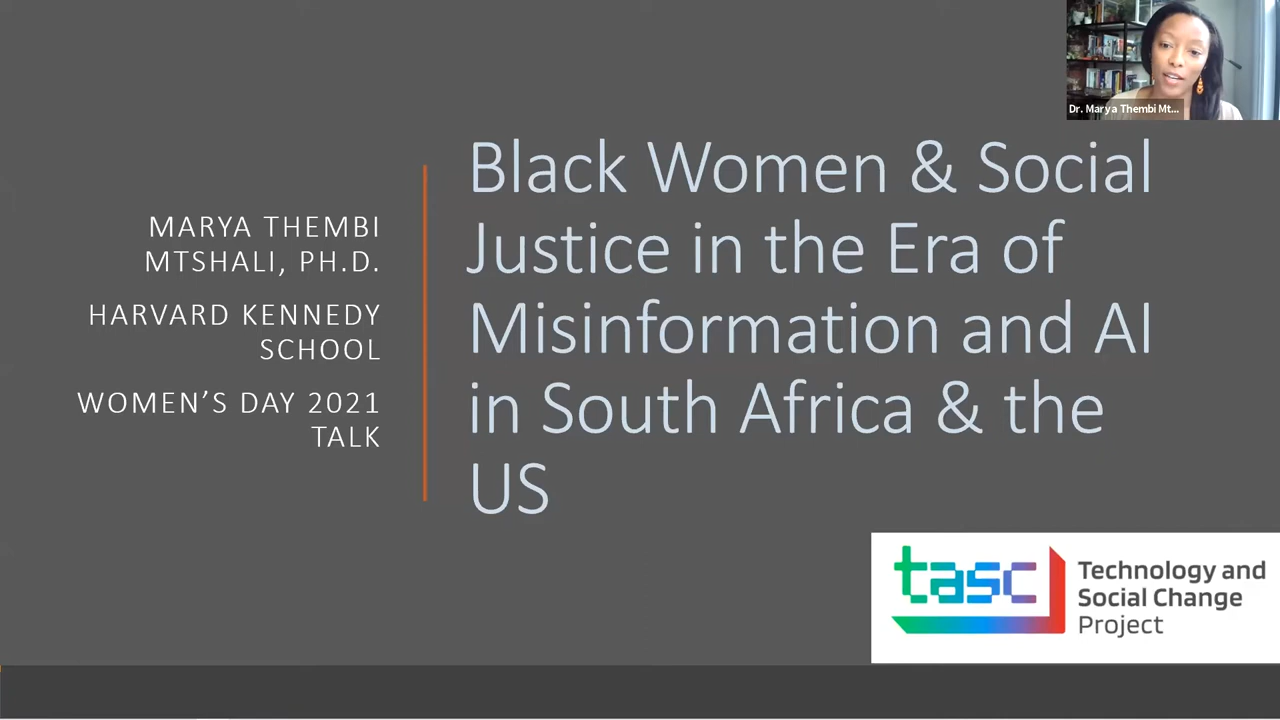 Dr. Marya Thembi Mt...
MARYA THEMBI
MTSHALI, PH.D.
HARVARD KENNEDY
SCHOOL
WOMEN’S DAY 2021
TALK
Black Women & Social
Justice in the Era of
Misinformation and AI
in South Africa & the
US
tasc
Technology and
Social Change
Project